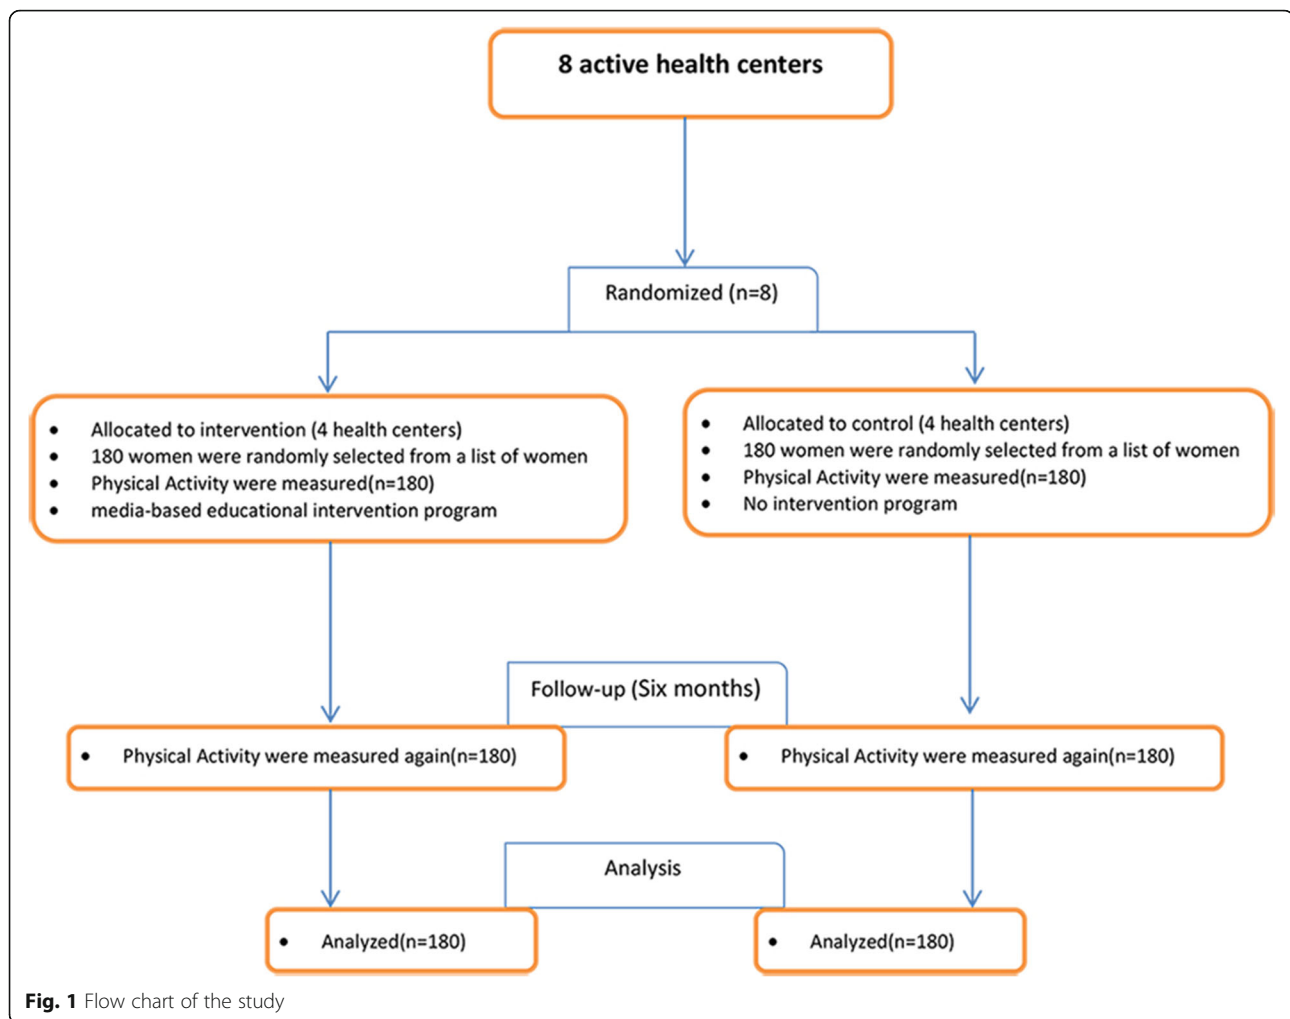 8 active health centers
Randomized (n=8)
• Allocated to intervention (4 health centers)
• 180 women were randomly selected from a list of women
• Physical Activity were measured(n=180)
• media-based educational intervention program
• Allocated to control (4 health centers)
• 180 women were randomly selected from a list of women
• Physical Activity were measured(n=180)
• No intervention program
Follow-up (Six months)
• Physical Activity were measured again(n=180)
• Physical Activity were measured again(n=180)
Analysis
• Analyzed(n=180)
• Analyzed(n=180)
Fig. 1 Flow chart of the study